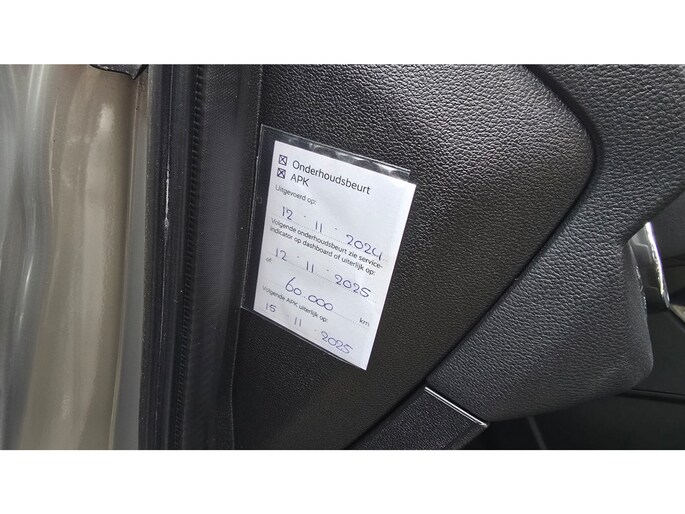 ☒ Onderhoudsbeurt
☒ APK
Uitgevoerd op:
12 - 11 - 2024
Volgende onderhoudsbeurt zie service-
indicator op dashboard of uiterlijk op:
12 - 11 - 2025
of
60.000 km
Volgende APK uiterlijk op:
15 11 - 2025